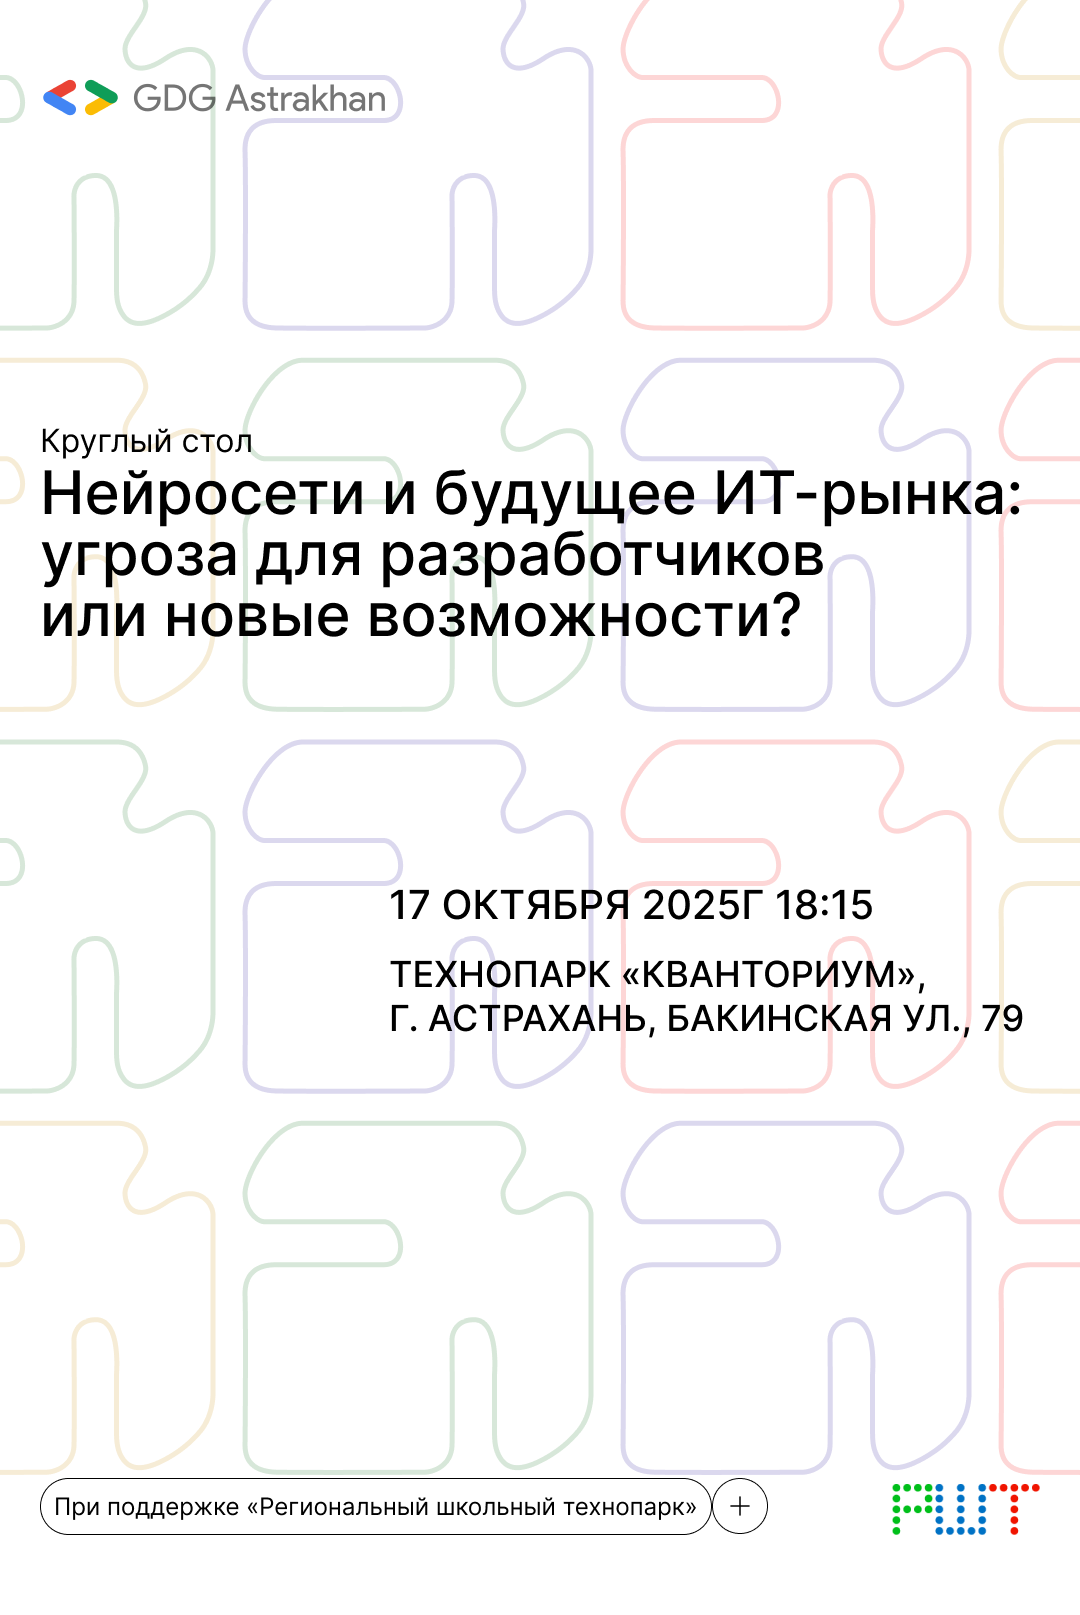 GDG Astrakhan
Круглый стол
Нейросети и будущее ИТ-рынка:
угроза для разработчиков
или новые возможности?
17 ОКТЯБРЯ 2025Г 18:15
ТЕХНОПАРК «КВАНТОРИУМ»,
Г. АСТРАХАНЬ, БАКИНСКАЯ УЛ., 79
При поддержке «Региональный школьный технопарк»
РШТ